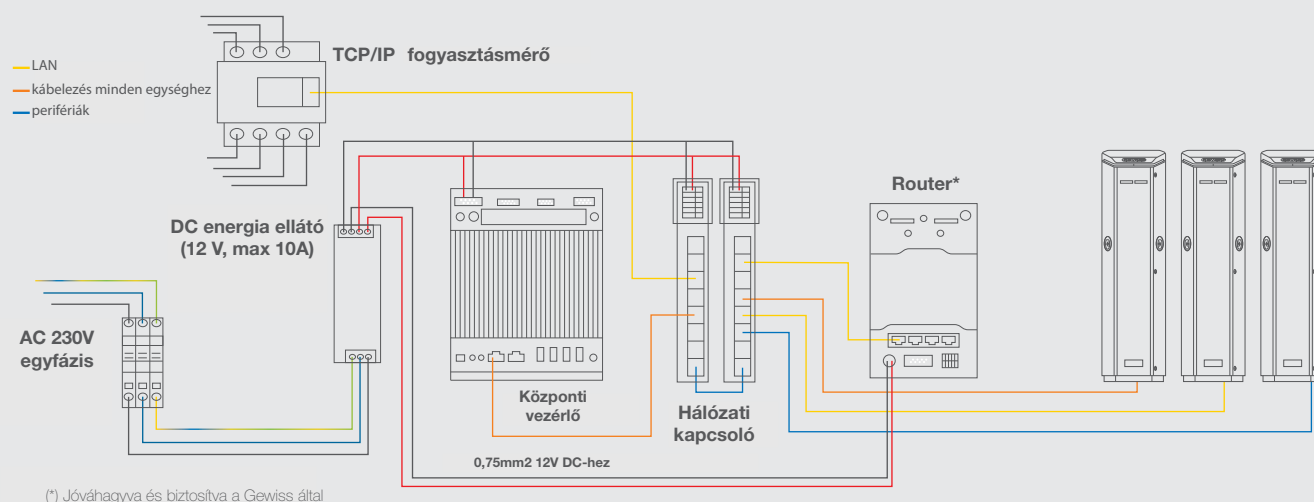 TCP/IP fogyasztásmérő
LAN
kábelezés minden egységhez
perifériák
Router*
DC energia ellátó
(12 V, max 10A)
AC 230V
egyfázis
Központi
vezérlő
Hálózati
kapcsoló
0,75mm2 12V DC-hez
(*) Jóváhagyva és biztosítva a Gewiss által